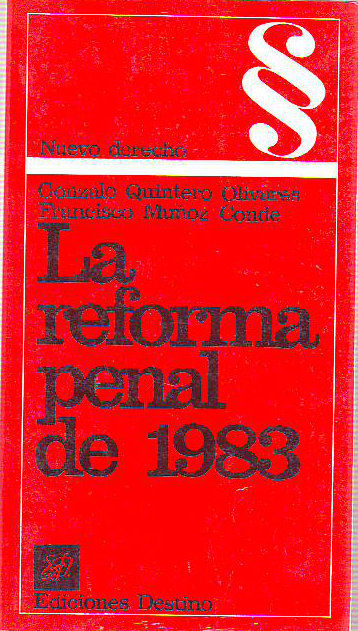 §
Nuevo derecho
Gonzalo Quintero Olivares
Francisco Muñoz Conde
La
reforma
penal
de 1983
Ediciones Destino